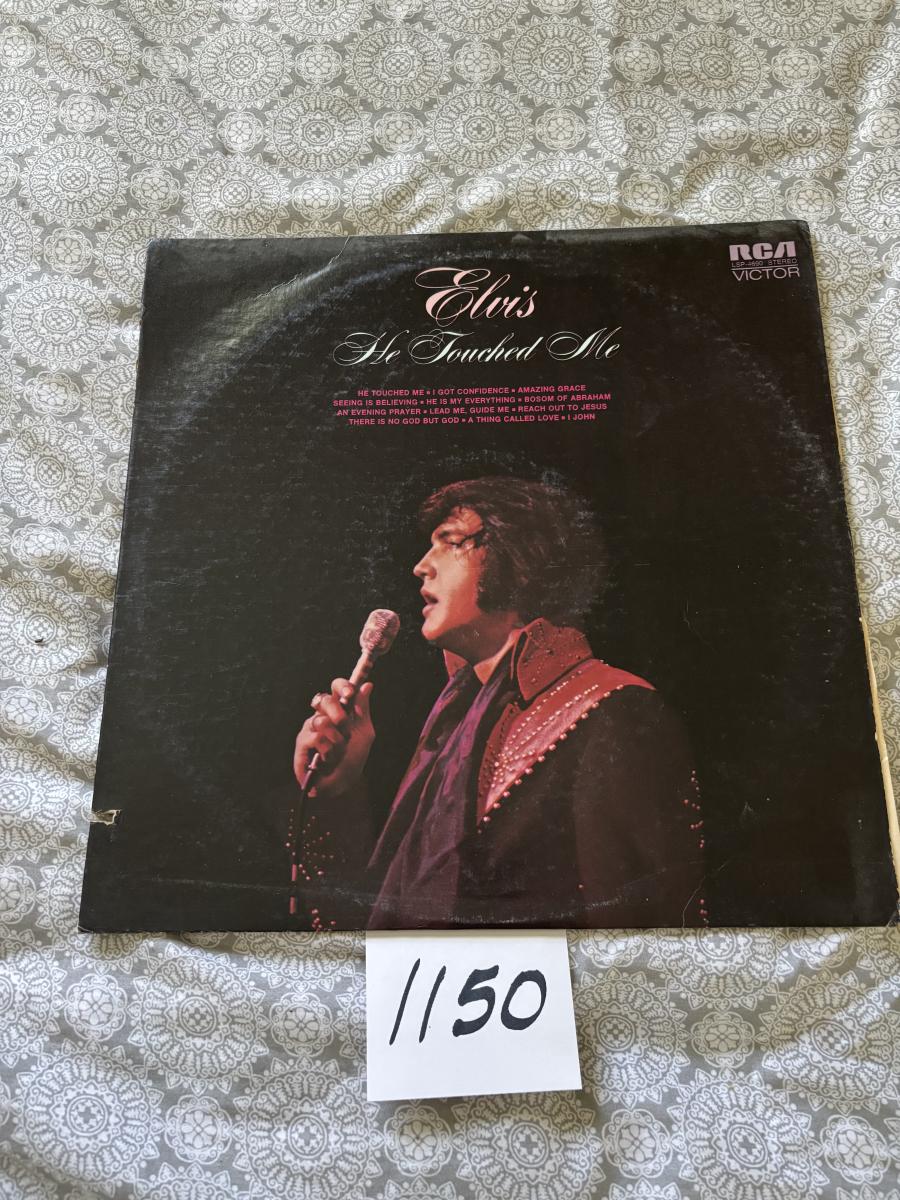 Elvis
He Touched Me
RCA
LSP-4690 STEREO
VICTOR
HE TOUCHED ME ▪ I GOT CONFIDENCE ▪ AMAZING GRACE
SEEING IS BELIEVING ▪ HE IS MY EVERYTHING ▪ BOSOM OF ABRAHAM
AN EVENING PRAYER ▪ LEAD ME, GUIDE ME ▪ REACH OUT TO JESUS
THERE IS NO GOD BUT GOD ▪ A THING CALLED LOVE ▪ I JOHN
1150